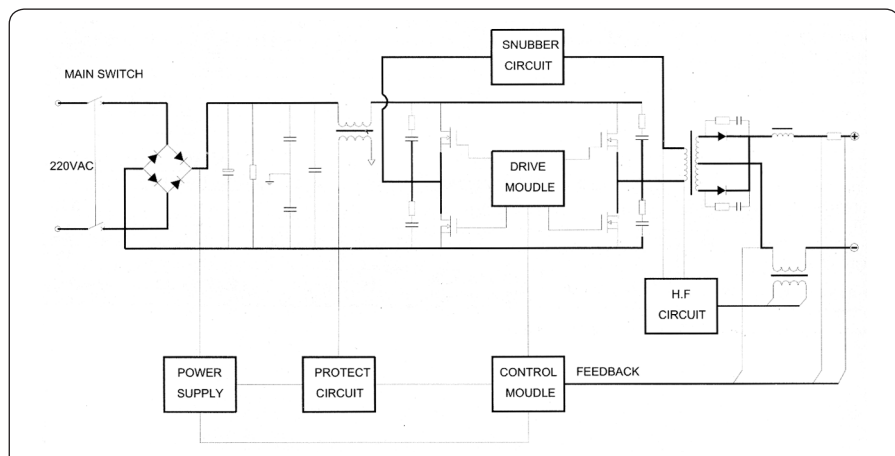 SNUBBER
CIRCUIT
MAIN SWITCH
220VAC
DRIVE
MOUDLE
H.F
CIRCUIT
POWER
SUPPLY
PROTECT
CIRCUIT
CONTROL
MOUDLE
FEEDBACK